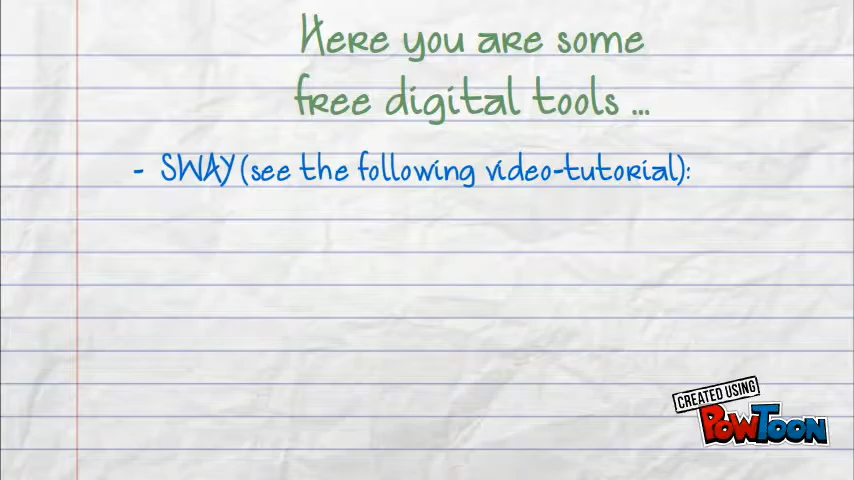 Here you are some
free digital tools ...
- SWAY (see the following video-tutorial):
CREATED USING
POWTOON